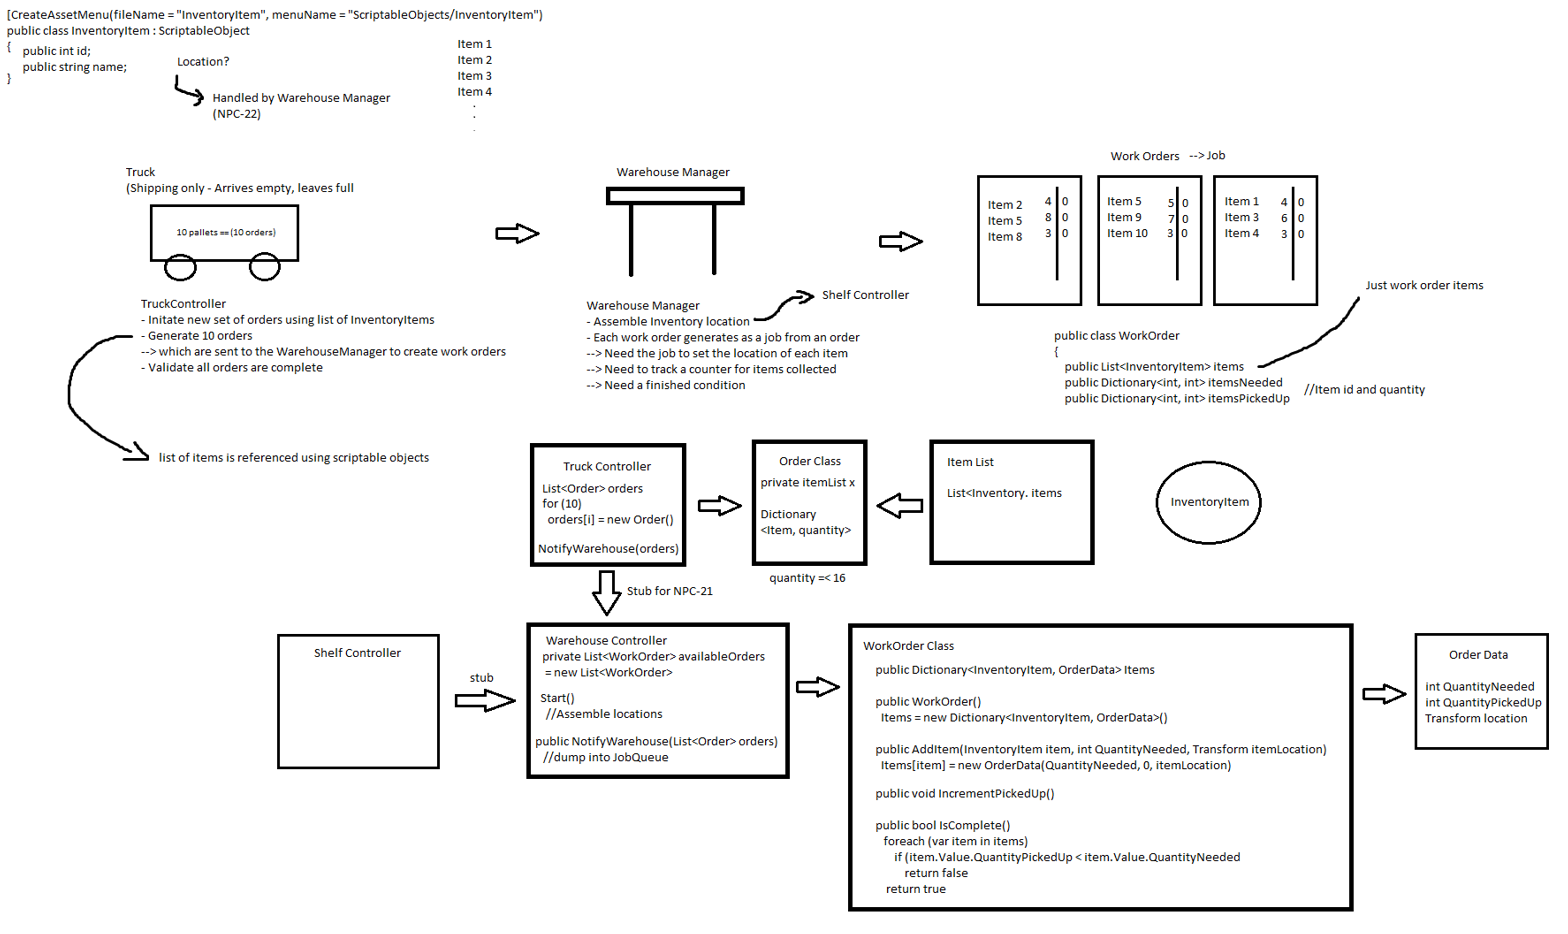 [CreateAssetMenu(fileName = "InventoryItem", menuName = "ScriptableObjects/InventoryItem")
public class InventoryItem : ScriptableObject
{
public int id;
public string name;
}
Location?
Handled by Warehouse Manager
(NPC-22)
Item 1
Item 2
Item 3
Item 4
.
.
.
Truck
(Shipping only - Arrives empty, leaves full
10 pallets == (10 orders)
TruckController
- Initate new set of orders using list of InventoryItems
- Generate 10 orders
--> which are sent to the WarehouseManager to create work orders
- Validate all orders are complete
list of items is referenced using scriptable objects
Warehouse Manager
Warehouse Manager
- Assemble Inventory location
- Each work order generates as a job from an order
--> Need the job to set the location of each item
--> Need to track a counter for items collected
--> Need a finished condition
Shelf Controller
Work Orders --> Job
Item 2 4 0
Item 5 8 0
Item 8 3 0
Item 5 5 0
Item 9 7 0
Item 10 3 0
Item 1 4 0
Item 3 6 0
Item 4 3 0
Just work order items
public class WorkOrder
{
public List<InventoryItem> items
public Dictionary<int, int> itemsNeeded
public Dictionary<int, int> itemsPickedUp
//Item id and quantity
Truck Controller
List<Order> orders
for (10)
orders[i] = new Order()
NotifyWarehouse(orders)
Order Class
private itemList x
Dictionary
<Item, quantity>
quantity =< 16
Item List
List<Inventory. items
InventoryItem
Stub for NPC-21
Shelf Controller
stub
Warehouse Controller
private List<WorkOrder> availableOrders
= new List<WorkOrder>
Start()
//Assemble locations
public NotifyWarehouse(List<Order> orders)
//dump into JobQueue
WorkOrder Class
public Dictionary<InventoryItem, OrderData> Items
public WorkOrder()
Items = new Dictionary<InventoryItem, OrderData>()
public AddItem(InventoryItem item, int QuantityNeeded, Transform itemLocation)
Items[item] = new OrderData(QuantityNeeded, 0, itemLocation)
public void IncrementPickedUp()
public bool IsComplete()
foreach (var item in items)
if (item.Value.QuantityPickedUp < item.Value.QuantityNeeded
return false
return true
Order Data
int QuantityNeeded
int QuantityPickedUp
Transform location